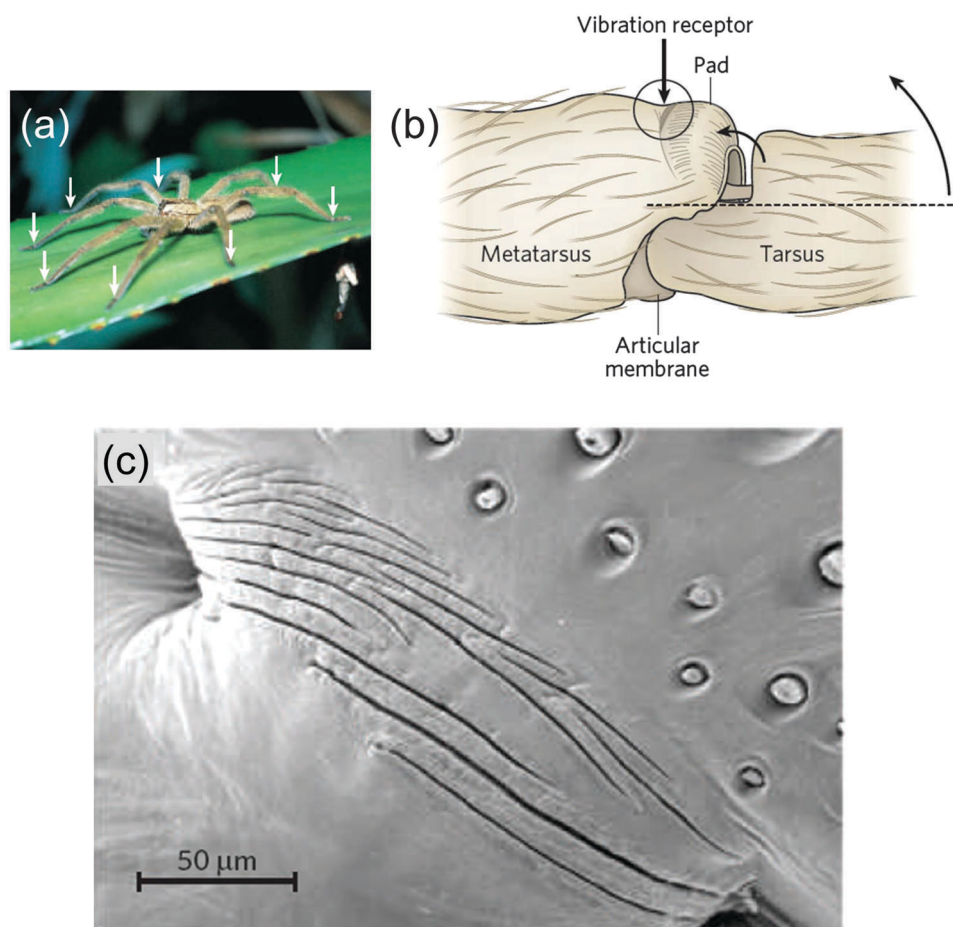 (a)
Vibration receptor
Pad
(b)
Metatarsus
Tarsus
Articular
membrane
(c)
50 μm